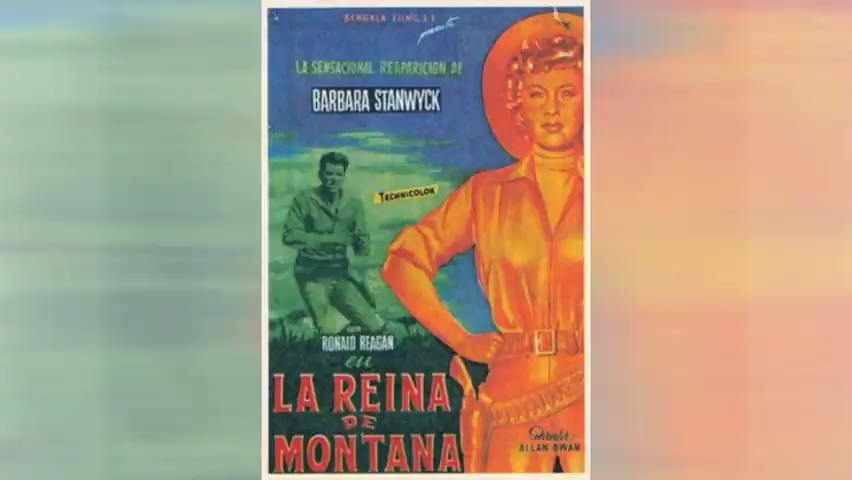 BENGALA FILMS, S.A.
presenta
LA SENSACIONAL REAPARICION DE
BARBARA STANWYCK
TECHNICOLOR
CON
RONALD REAGAN
en
LA REINA
DE
MONTANA
Director
ALLAN DWAN